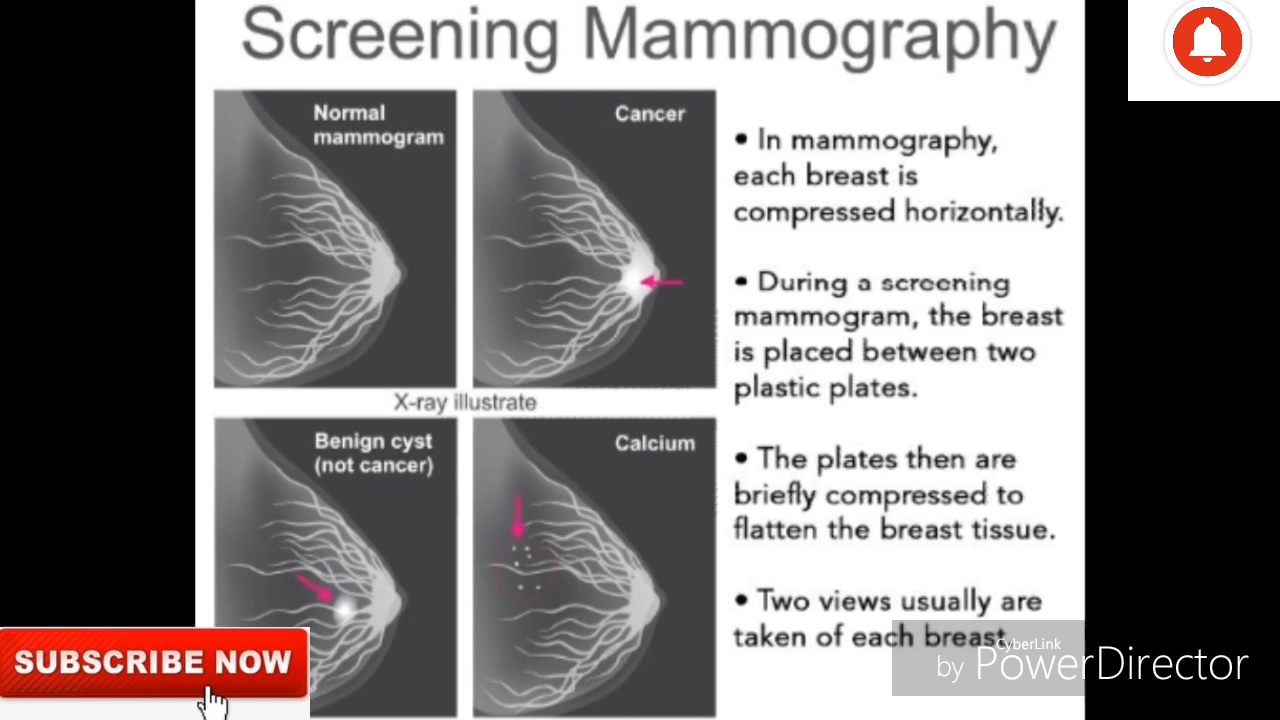 Screening Mammography
Normal
mammogram
Cancer
X-ray illustrate
Benign cyst
(not cancer)
Calcium
• In mammography,
each breast is
compressed horizontally.
• During a screening
mammogram, the breast
is placed between two
plastic plates.
• The plates then are
briefly compressed to
flatten the breast tissue.
• Two views usually are
taken of each breast.
SUBSCRIBE NOW
CyberLink
by PowerDirector